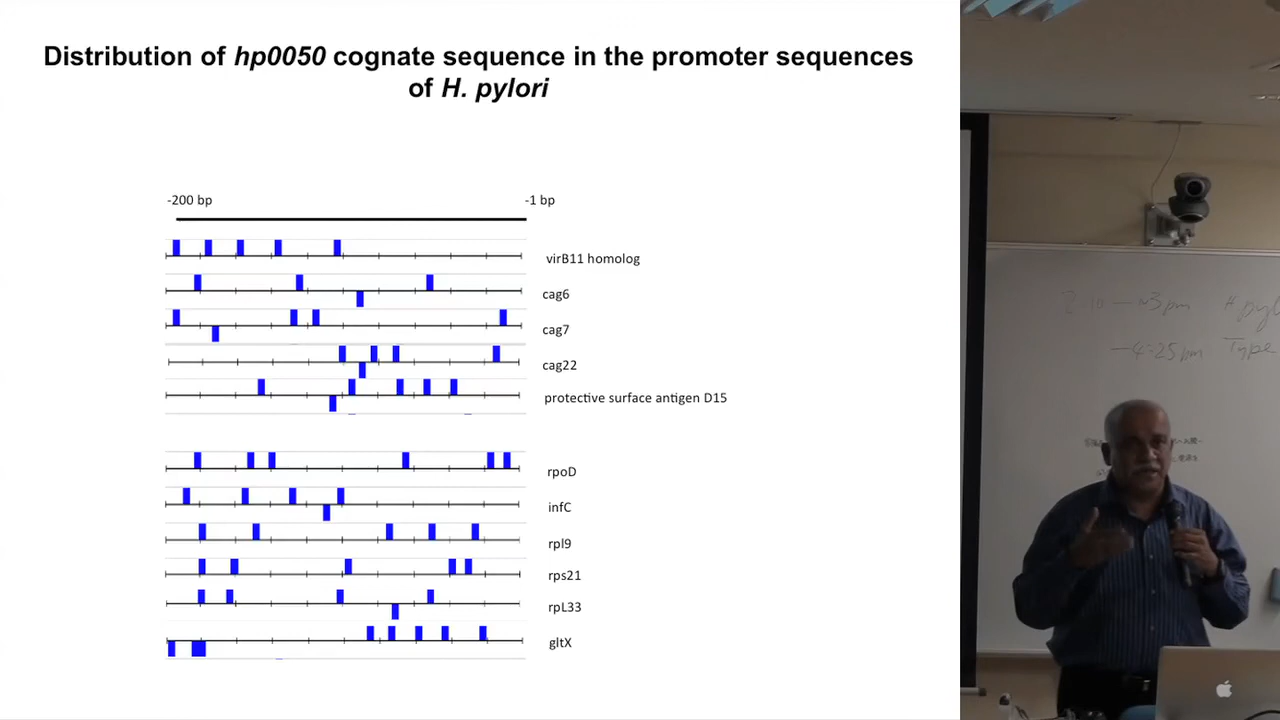 Distribution of hp0050 cognate sequence in the promoter sequences
of H. pylori
-200 bp
-1 bp
virB11 homolog
cag6
cag7
cag22
protective surface antigen D15
rpoD
infC
rpl9
rps21
rpL33
gltX
Type